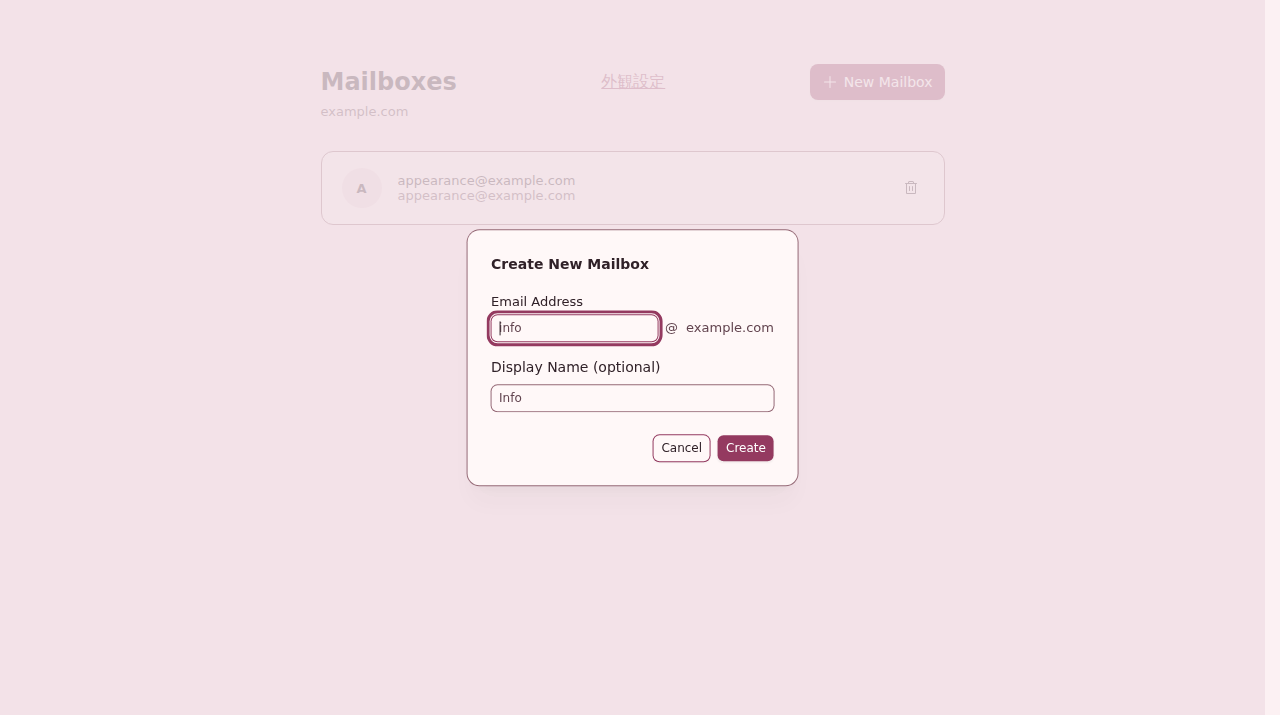 Mailboxes
外観設定
New Mailbox
example.com
A
appearance@example.com
appearance@example.com
Create New Mailbox
Email Address
info
@ example.com
Display Name (optional)
Info
Cancel
Create